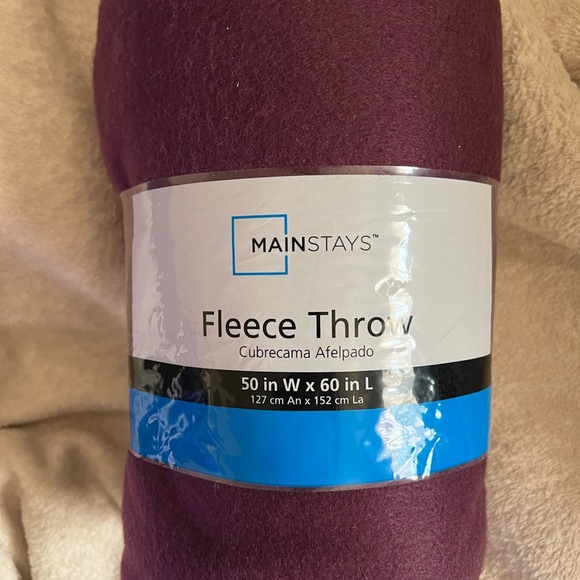 MAINSTAYS™
Fleece Throw
Cubrecama Afelpado
50 in W x 60 in L
127 cm An x 152 cm La